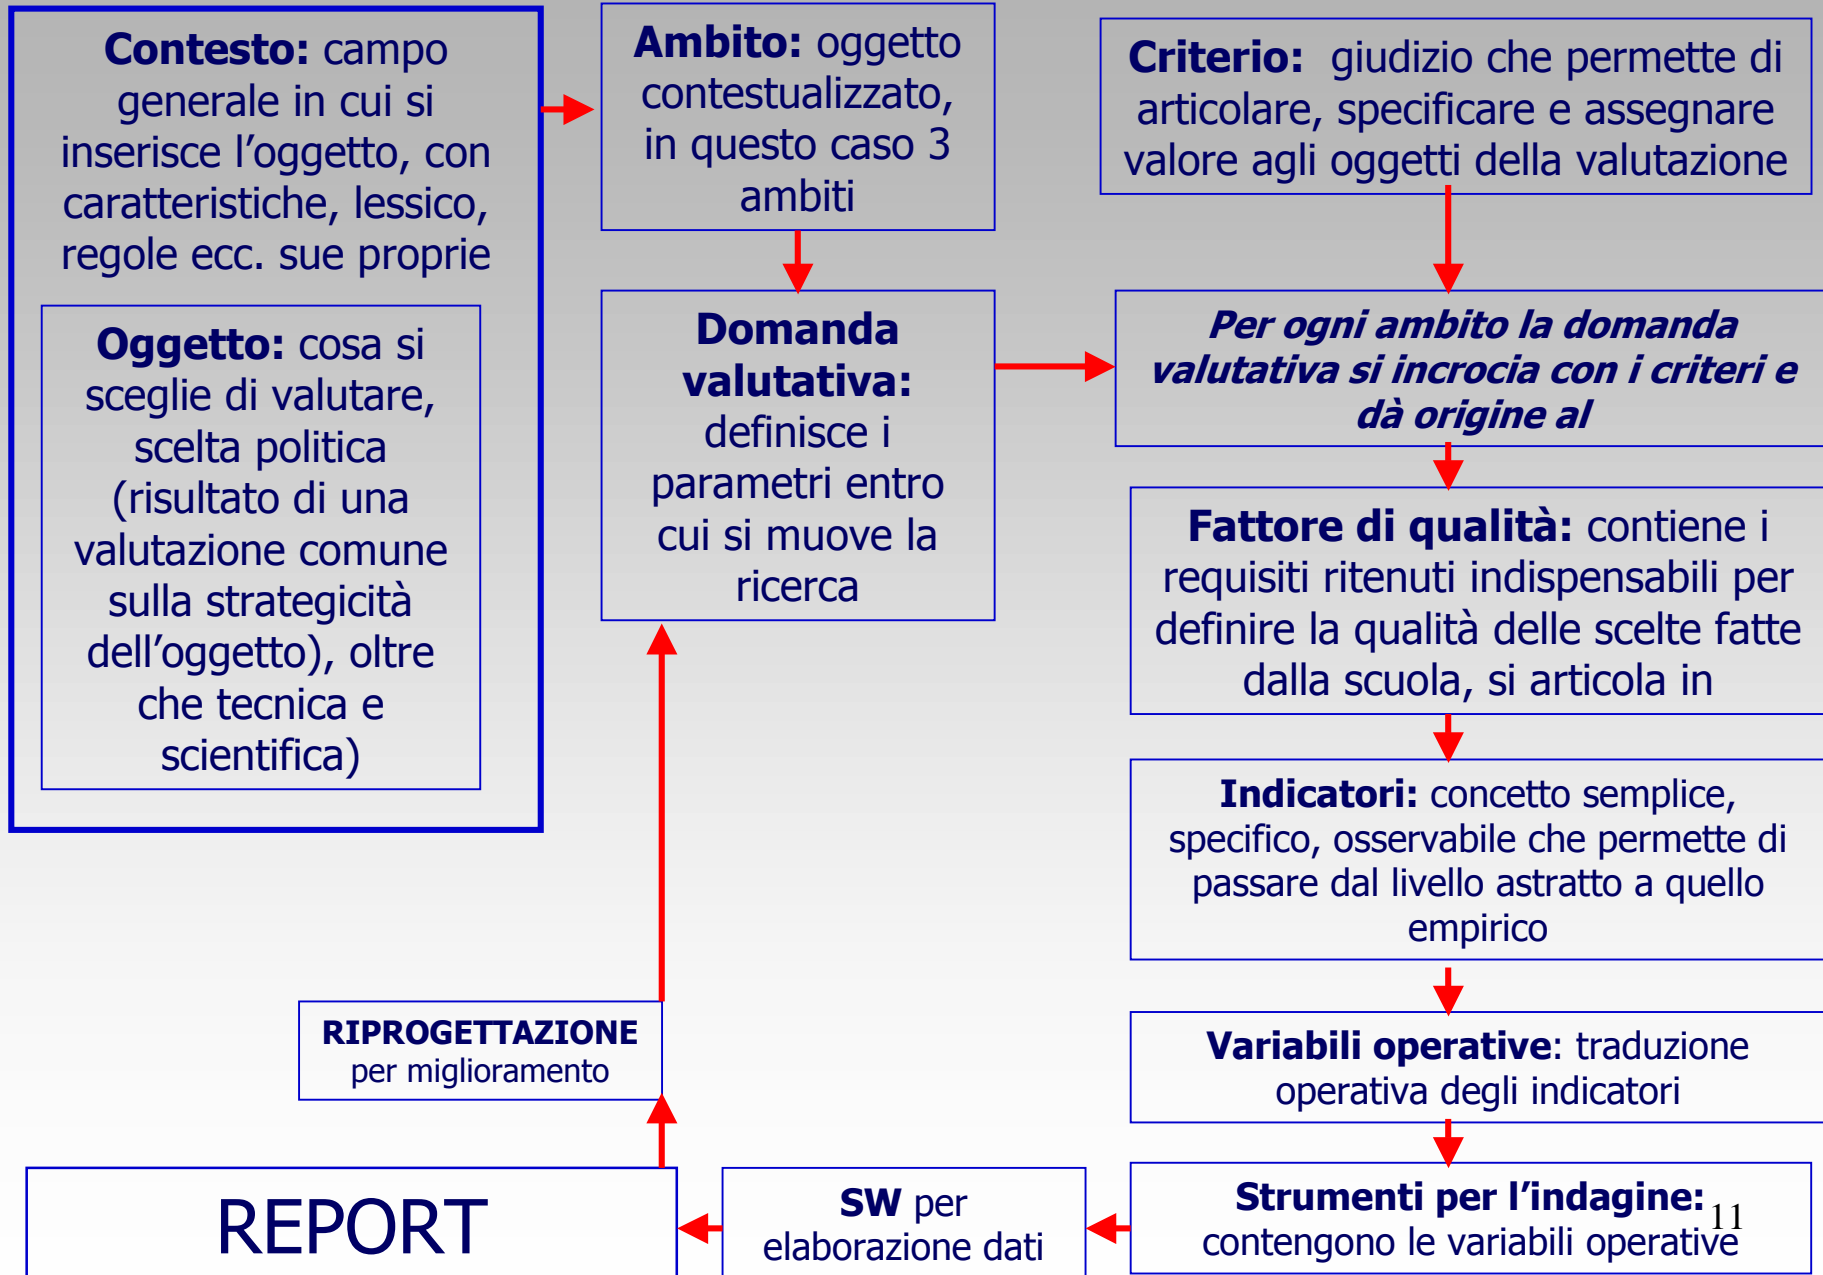 Contesto: campo
generale in cui si
inserisce l'oggetto, con
caratteristiche, lessico,
regole ecc. sue proprie
Oggetto: cosa si
sceglie di valutare,
scelta politica
(risultato di una
valutazione comune
sulla strategicità
dell'oggetto), oltre
che tecnica e
scientifica)
Ambito: oggetto
contestualizzato,
in questo caso 3
ambiti
Domanda
valutativa:
definisce i
parametri entro
cui si muove la
ricerca
Criterio: giudizio che permette di
articolare, specificare e assegnare
valore agli oggetti della valutazione
Per ogni ambito la domanda
valutativa si incrocia con i criteri e
dà origine al
Fattore di qualità: contiene i
requisiti ritenuti indispensabili per
definire la qualità delle scelte fatte
dalla scuola, si articola in
Indicatori: concetto semplice,
specifico, osservabile che permette di
passare dal livello astratto a quello
empirico
Variabili operative: traduzione
operativa degli indicatori
Strumenti per l'indagine:
contengono le variabili operative
11
SW per
elaborazione dati
REPORT
RIPROGETTAZIONE
per miglioramento